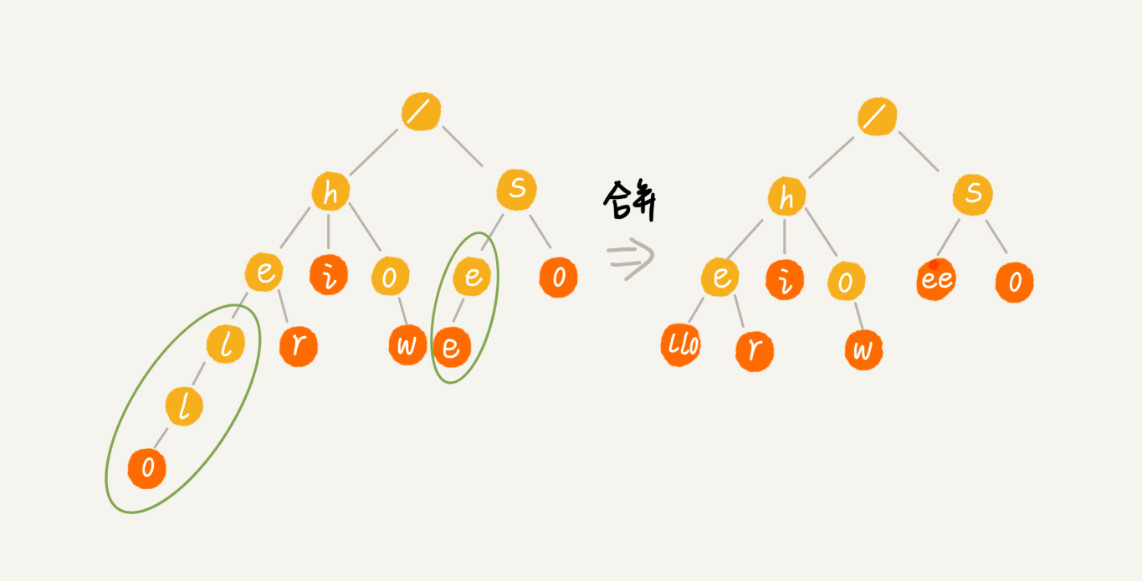 / /
h S 合并 h S
e i o e o e i o ee o
l r w e llo r w
l
o